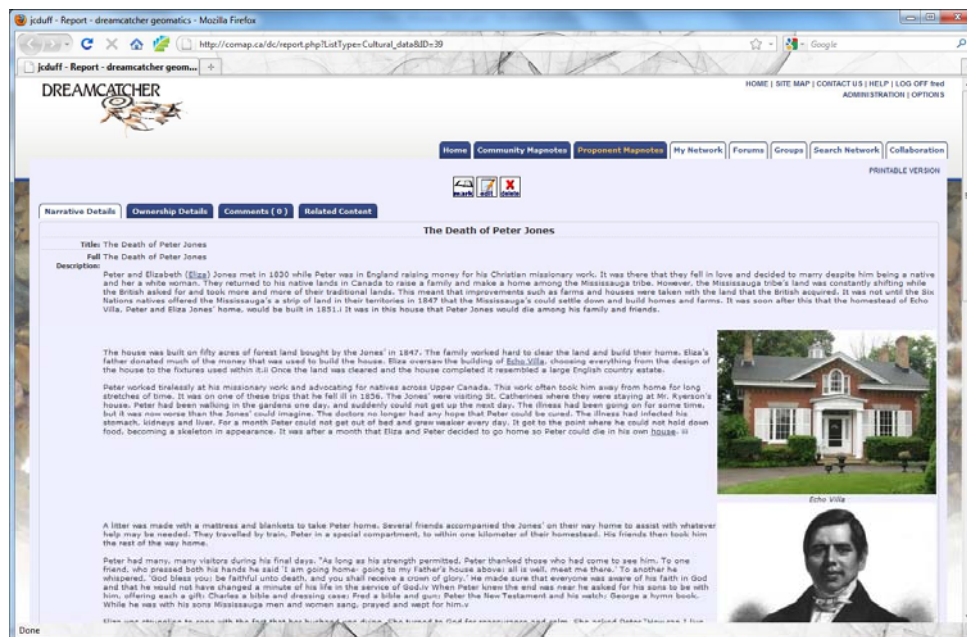 jcduff - Report - dreamcatcher geomatics - Mozilla Firefox
http://comap.ca/dc/report.php?ListType=Cultural_data&ID=39
Google
jcduff - Report - dreamcatcher geom...
DREAMCATCHER
HOME | SITE MAP | CONTACT US | HELP | LOG OFF fred
ADMINISTRATION | OPTIONS
Home Community Mapnotes Proponent Mapnotes My Network Forums Groups Search Network Collaboration
PRINTABLE VERSION
mark edit delete
Narrative Details Ownership Details Comments ( 0 ) Related Content
The Death of Peter Jones
Title: The Death of Peter Jones
Full Description: The Death of Peter Jones
Peter and Elizabeth (Eliza) Jones met in 1830 while Peter was in England raising money for his Christian missionary work. It was there that they fell in love and decided to marry despite him being a native
and her a white woman. They returned to his native lands in Canada to raise a family and make a home among the Mississauga tribe. However, the Mississauga tribe's land was constantly shifting while
the British asked for and took more and more of their traditional lands. This meant that improvements such as farms and houses were taken with the land that the British acquired. It was not until the Six
Nations natives offered the Mississauga's a strip of land in their territories in 1847 that the Mississauga's could settle down and build homes and farms. It was soon after this that the homestead of Echo
Villa, Peter and Eliza Jones' home, would be built in 1851.i It was in this house that Peter Jones would die among his family and friends.
The house was built on fifty acres of forest land bought by the Jones' in 1847. The family worked hard to clear the land and build their home. Eliza's
father donated much of the money that was used to build the house. Eliza oversaw the building of Echo Villa, choosing everything from the design of
the house to the fixtures used within it.ii Once the land was cleared and the house completed it resembled a large English country estate.
Peter worked tirelessly at his missionary work and advocating for natives across Upper Canada. This work often took him away from home for long
stretches of time. It was on one of these trips that he fell ill in 1856. The Jones' were visiting St. Catherines where they were staying at Mr. Ryerson's
house. Peter had been walking in the gardens one day, and suddenly could not get up the next day. The illness had been going on for some time,
but it was now worse than the Jones' could imagine. The doctors no longer had any hope that Peter could be cured. The illness had infected his
stomach, kidneys and liver. For a month Peter could not get out of bed and grew weaker every day. It got to the point where he could not hold down
food, becoming a skeleton in appearance. It was after a month that Eliza and Peter decided to go home so Peter could die in his own house. iii
Echo Villa
A litter was made with a mattress and blankets to take Peter home. Several friends accompanied the Jones' on their way home to assist with whatever
help may be needed. They travelled by train, Peter in a special compartment, to within one kilometer of their homestead. His friends then took him
the rest of the way home.
Peter had many, many visitors during his final days. "As long as his strength permitted, Peter thanked those who had come to see him. To one
friend, who pressed both his hands he said 'I am going home- going to my Father's house above; all is well, meet me there.' To another he
whispered, 'God bless you; be faithful unto death, and you shall receive a crown of glory.' He made sure that everyone was aware of his faith in God
and that he would not have changed a minute of his life in the service of God.iv When Peter knew the end was near he asked for his sons to be with
him, offering each a gift: Charles a bible and dressing case; Fred a bible and gun; Peter the New Testament and his watch; George a hymn book.
While he was with his sons Mississauga men and women sang, prayed and wept for him.v
Eliza was struggling to cope with the fact that her husband was dying. She turned to God for reassurance and calm. She asked Peter "How can I live
Done